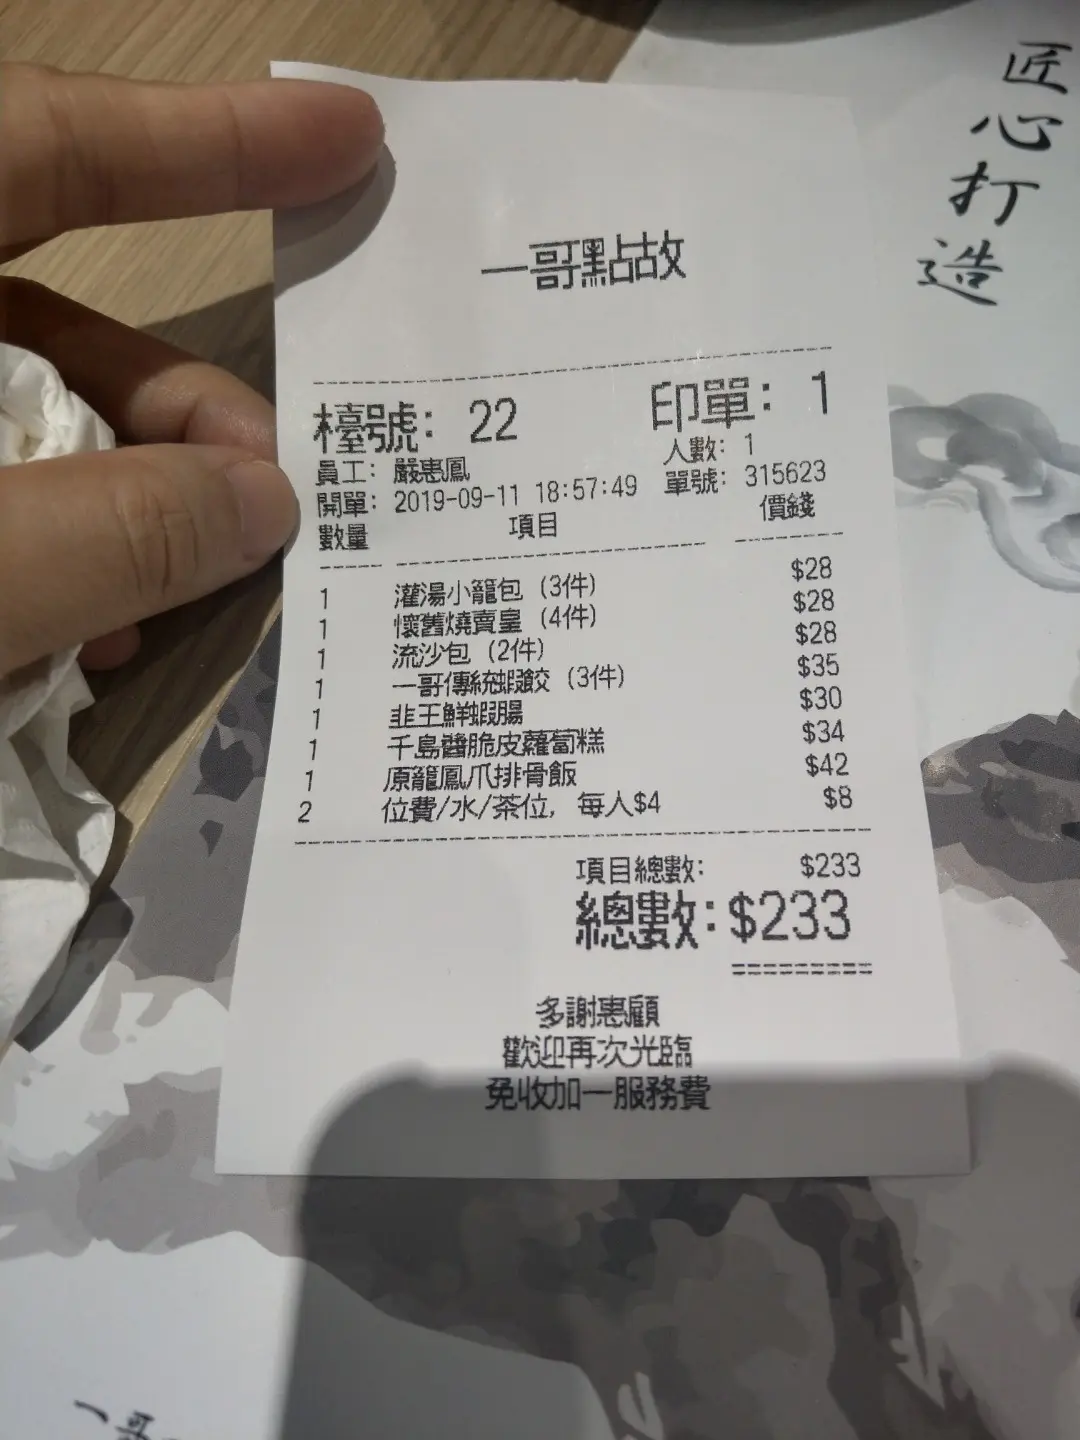 匠心打造
一哥點故
檯號: 22 印單: 1
人數: 1
員工: 嚴惠鳳
開單: 2019-09-11 18:57:49 單號: 315623
數量 項目 價錢
1 灌湯小籠包 (3件) $28
1 懷舊燒賣皇 (4件) $28
1 流沙包 (2件) $28
1 一哥傳統蝦餃 (3件) $35
1 韭王鮮蝦腸 $30
1 千島醬脆皮蘿蔔糕 $34
1 原籠鳳爪排骨飯 $42
2 位費/水/茶位, 每人$4 $8
項目總數: $233
總數: $233
多謝惠顧
歡迎再次光臨
免收加一服務費
一哥